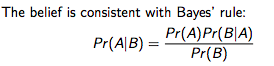 The belief is consistent with Bayes' rule:
Pr(A|B) = Pr(A)Pr(B|A) / Pr(B)